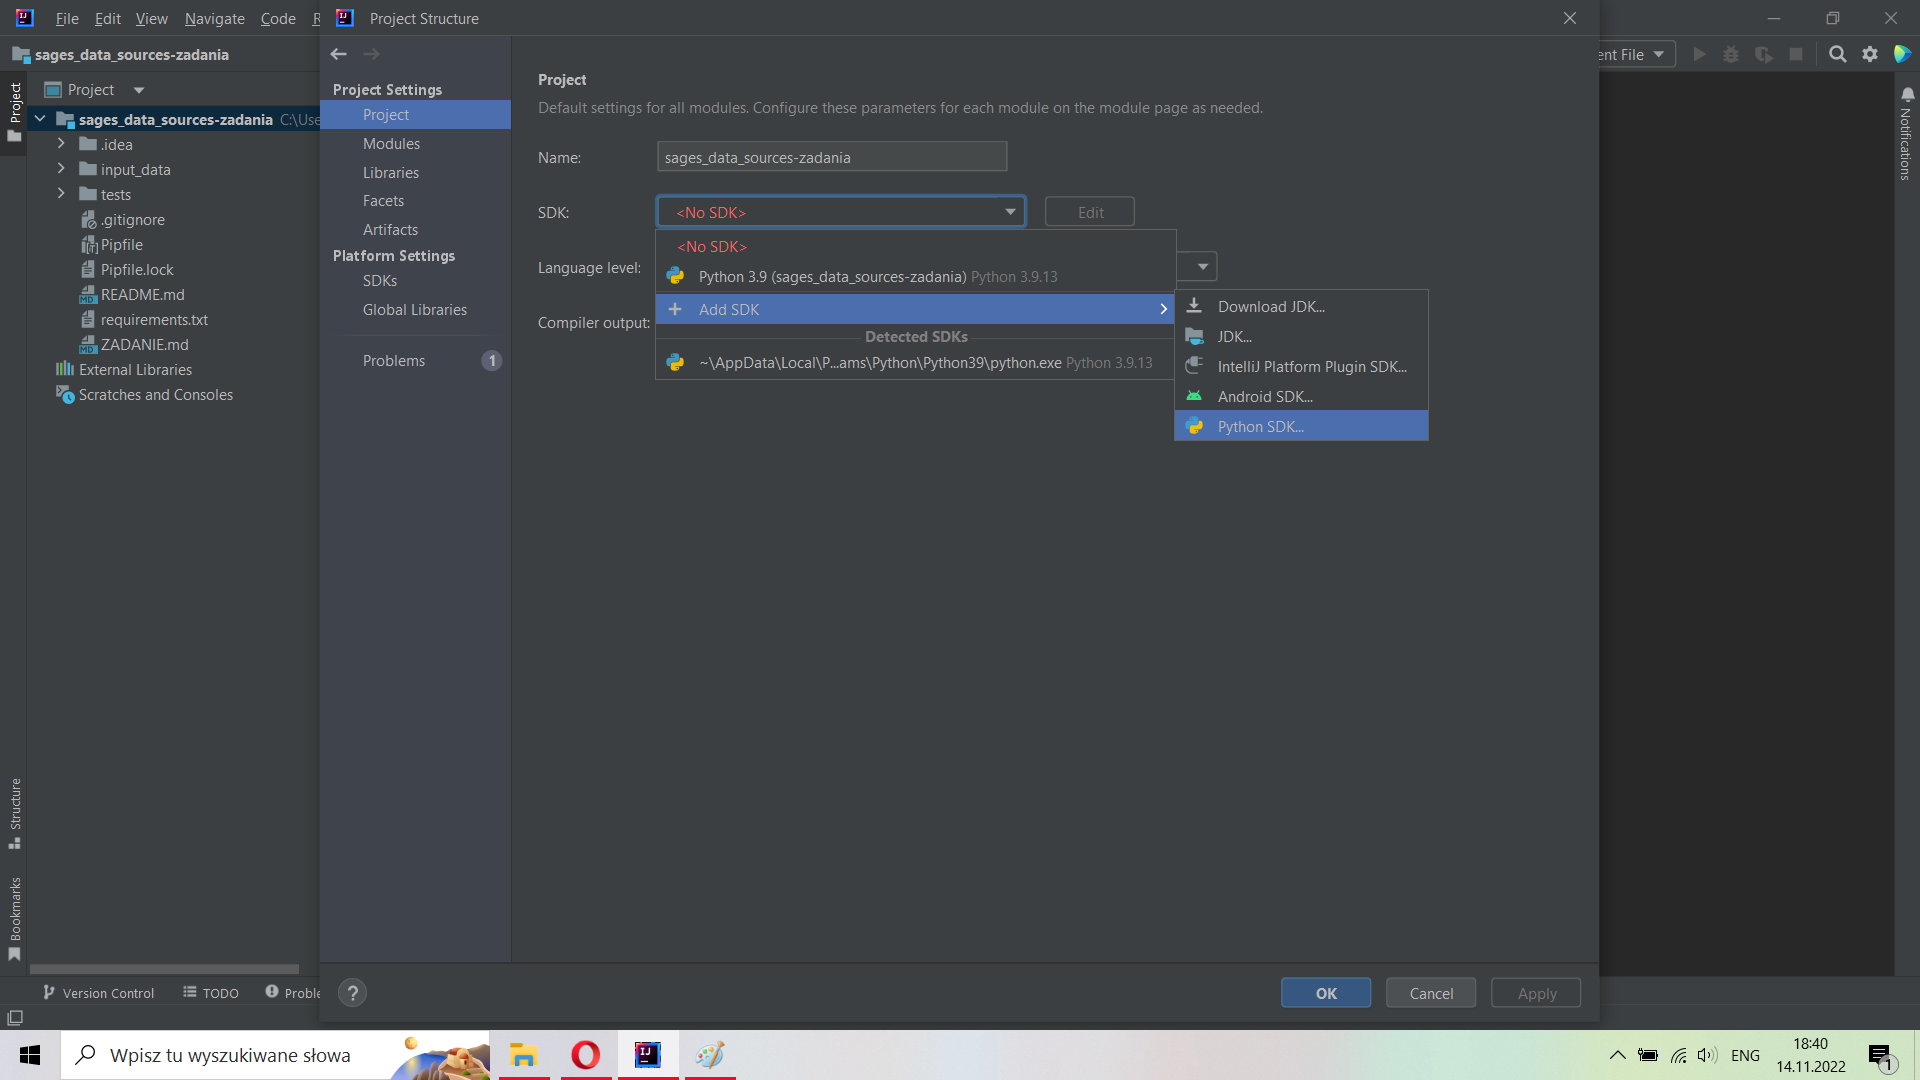 File Edit View Navigate Code R
Project Structure
sages_data_sources-zadania
ent File
Project
Project
sages_data_sources-zadania C:\Use
.idea
input_data
tests
.gitignore
Pipfile
Pipfile.lock
README.md
requirements.txt
ZADANIE.md
External Libraries
Scratches and Consoles
Structure
Bookmarks
Project Settings
Project
Modules
Libraries
Facets
Artifacts
Platform Settings
SDKs
Global Libraries
Problems 1
Project
Default settings for all modules. Configure these parameters for each module on the module page as needed.
Name: sages_data_sources-zadania
SDK: <No SDK> Edit
<No SDK>
Language level:
Python 3.9 (sages_data_sources-zadania) Python 3.9.13
Add SDK
Compiler output:
Detected SDKs
~\AppData\Local\P...ams\Python\Python39\python.exe Python 3.9.13
Download JDK...
JDK...
IntelliJ Platform Plugin SDK...
Android SDK...
Python SDK...
Notifications
Version Control TODO Proble
?
OK Cancel Apply
Wpisz tu wyszukiwane słowa
ENG
18:40
14.11.2022
1